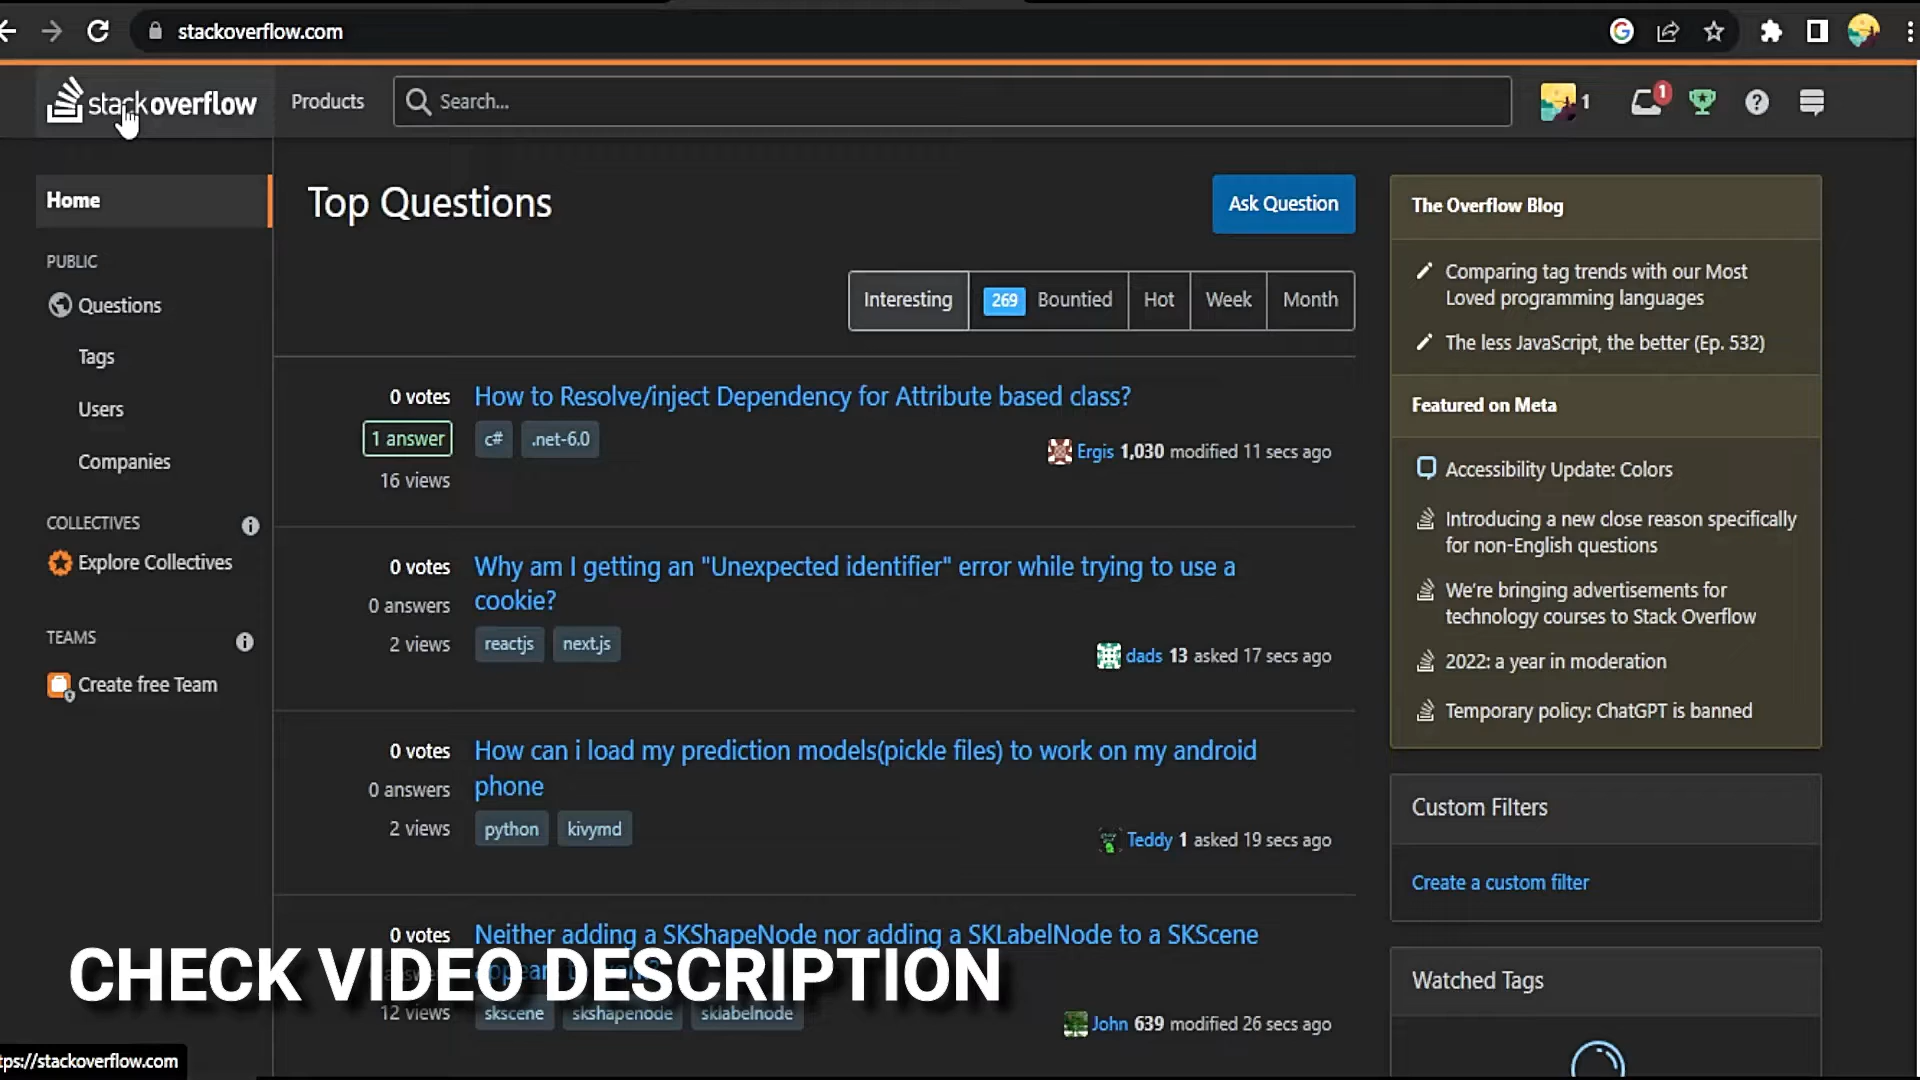 stackoverflow.com
stackoverflow
Products
Search...
1
1
Home
PUBLIC
Questions
Tags
Users
Companies
COLLECTIVES
Explore Collectives
TEAMS
Create free Team
Top Questions
Ask Question
Interesting
269 Bountied
Hot
Week
Month
0 votes
1 answer
16 views
How to Resolve/inject Dependency for Attribute based class?
c# .net-6.0
Ergis 1,030 modified 11 secs ago
0 votes
0 answers
2 views
Why am I getting an "Unexpected identifier" error while trying to use a
cookie?
reactjs next.js
dads 13 asked 17 secs ago
0 votes
0 answers
2 views
How can i load my prediction models(pickle files) to work on my android
phone
python kivymd
Teddy 1 asked 19 secs ago
0 votes
12 views
Neither adding a SKShapeNode nor adding a SKLabelNode to a SKScene
skscene skshapenode sklabelnode
John 639 modified 26 secs ago
CHECK VIDEO DESCRIPTION
tps://stackoverflow.com
The Overflow Blog
Comparing tag trends with our Most
Loved programming languages
The less JavaScript, the better (Ep. 532)
Featured on Meta
Accessibility Update: Colors
Introducing a new close reason specifically
for non-English questions
We're bringing advertisements for
technology courses to Stack Overflow
2022: a year in moderation
Temporary policy: ChatGPT is banned
Custom Filters
Create a custom filter
Watched Tags